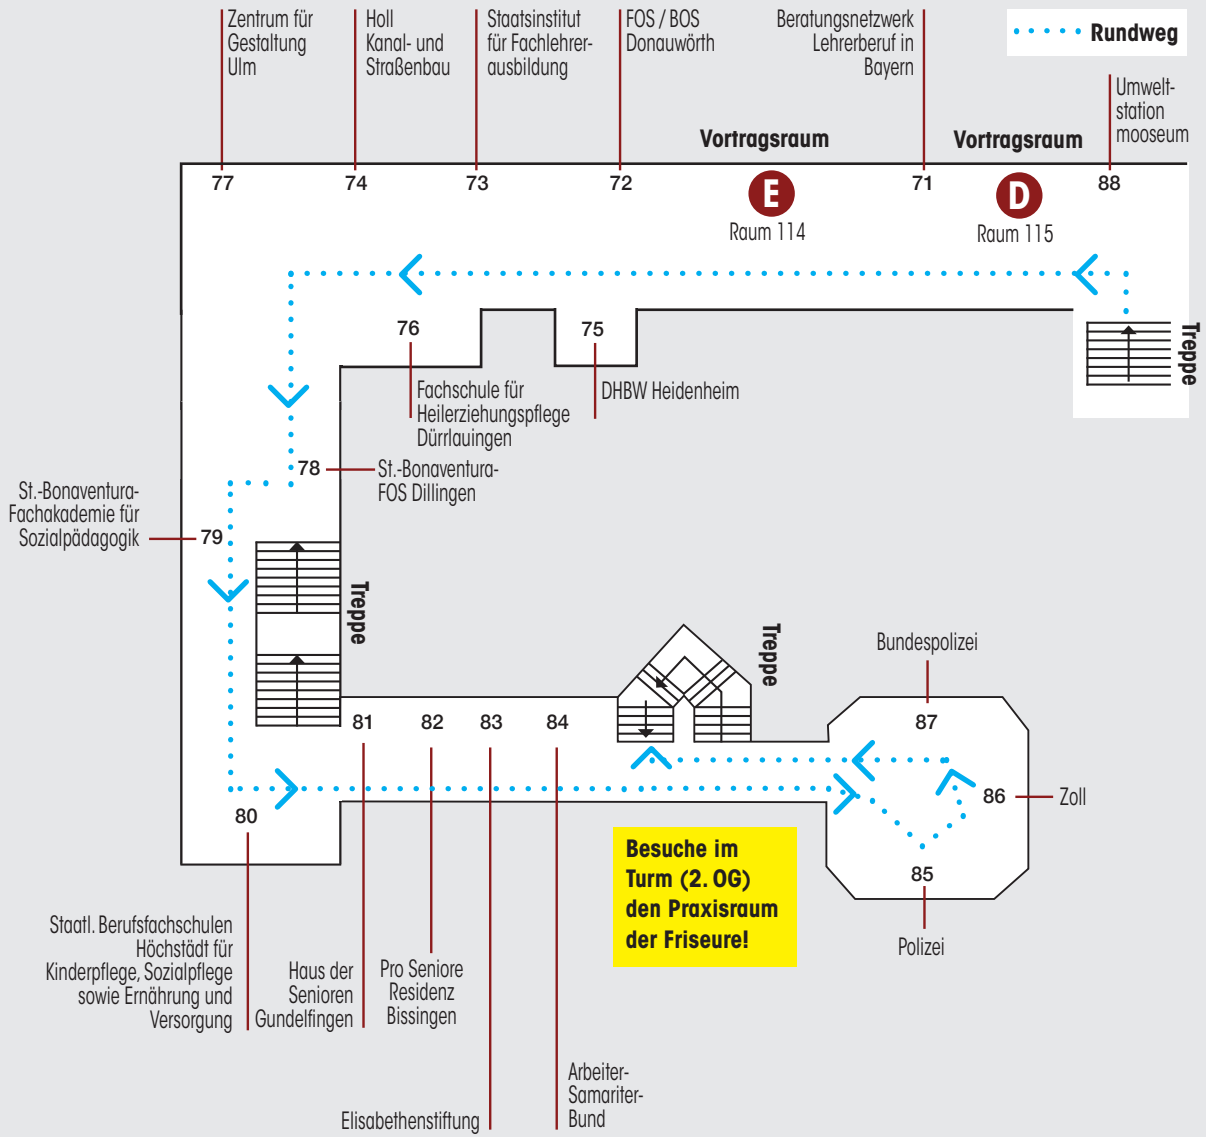 Zentrum für
Gestaltung
Ulm
Holl
Kanal- und
Straßenbau
Staatsinstitut
für Fachlehrer-
ausbildung
FOS / BOS
Donauwörth
Beratungsnetzwerk
Lehrerberuf in
Bayern
Rundweg
Umwelt-
station
mooseum
Vortragsraum
Vortragsraum
77
74
73
72
E
71
D
88
Raum 114
Raum 115
76
75
Treppe
Fachschule für
Heilerziehungspflege
Dürrlauingen
DHBW Heidenheim
78
St.-Bonaventura-
FOS Dillingen
St.-Bonaventura-
Fachakademie für
Sozialpädagogik
79
Treppe
Treppe
Bundespolizei
81
82
83
84
87
86
Zoll
80
Besuche im
Turm (2. OG)
den Praxisraum
der Friseure!
85
Polizei
Staatl. Berufsfachschulen
Höchstädt für
Kinderpflege, Sozialpflege
sowie Ernährung und
Versorgung
Haus der
Senioren
Gundelfingen
Pro Seniore
Residenz
Bissingen
Elisabethenstiftung
Arbeiter-
Samariter-
Bund